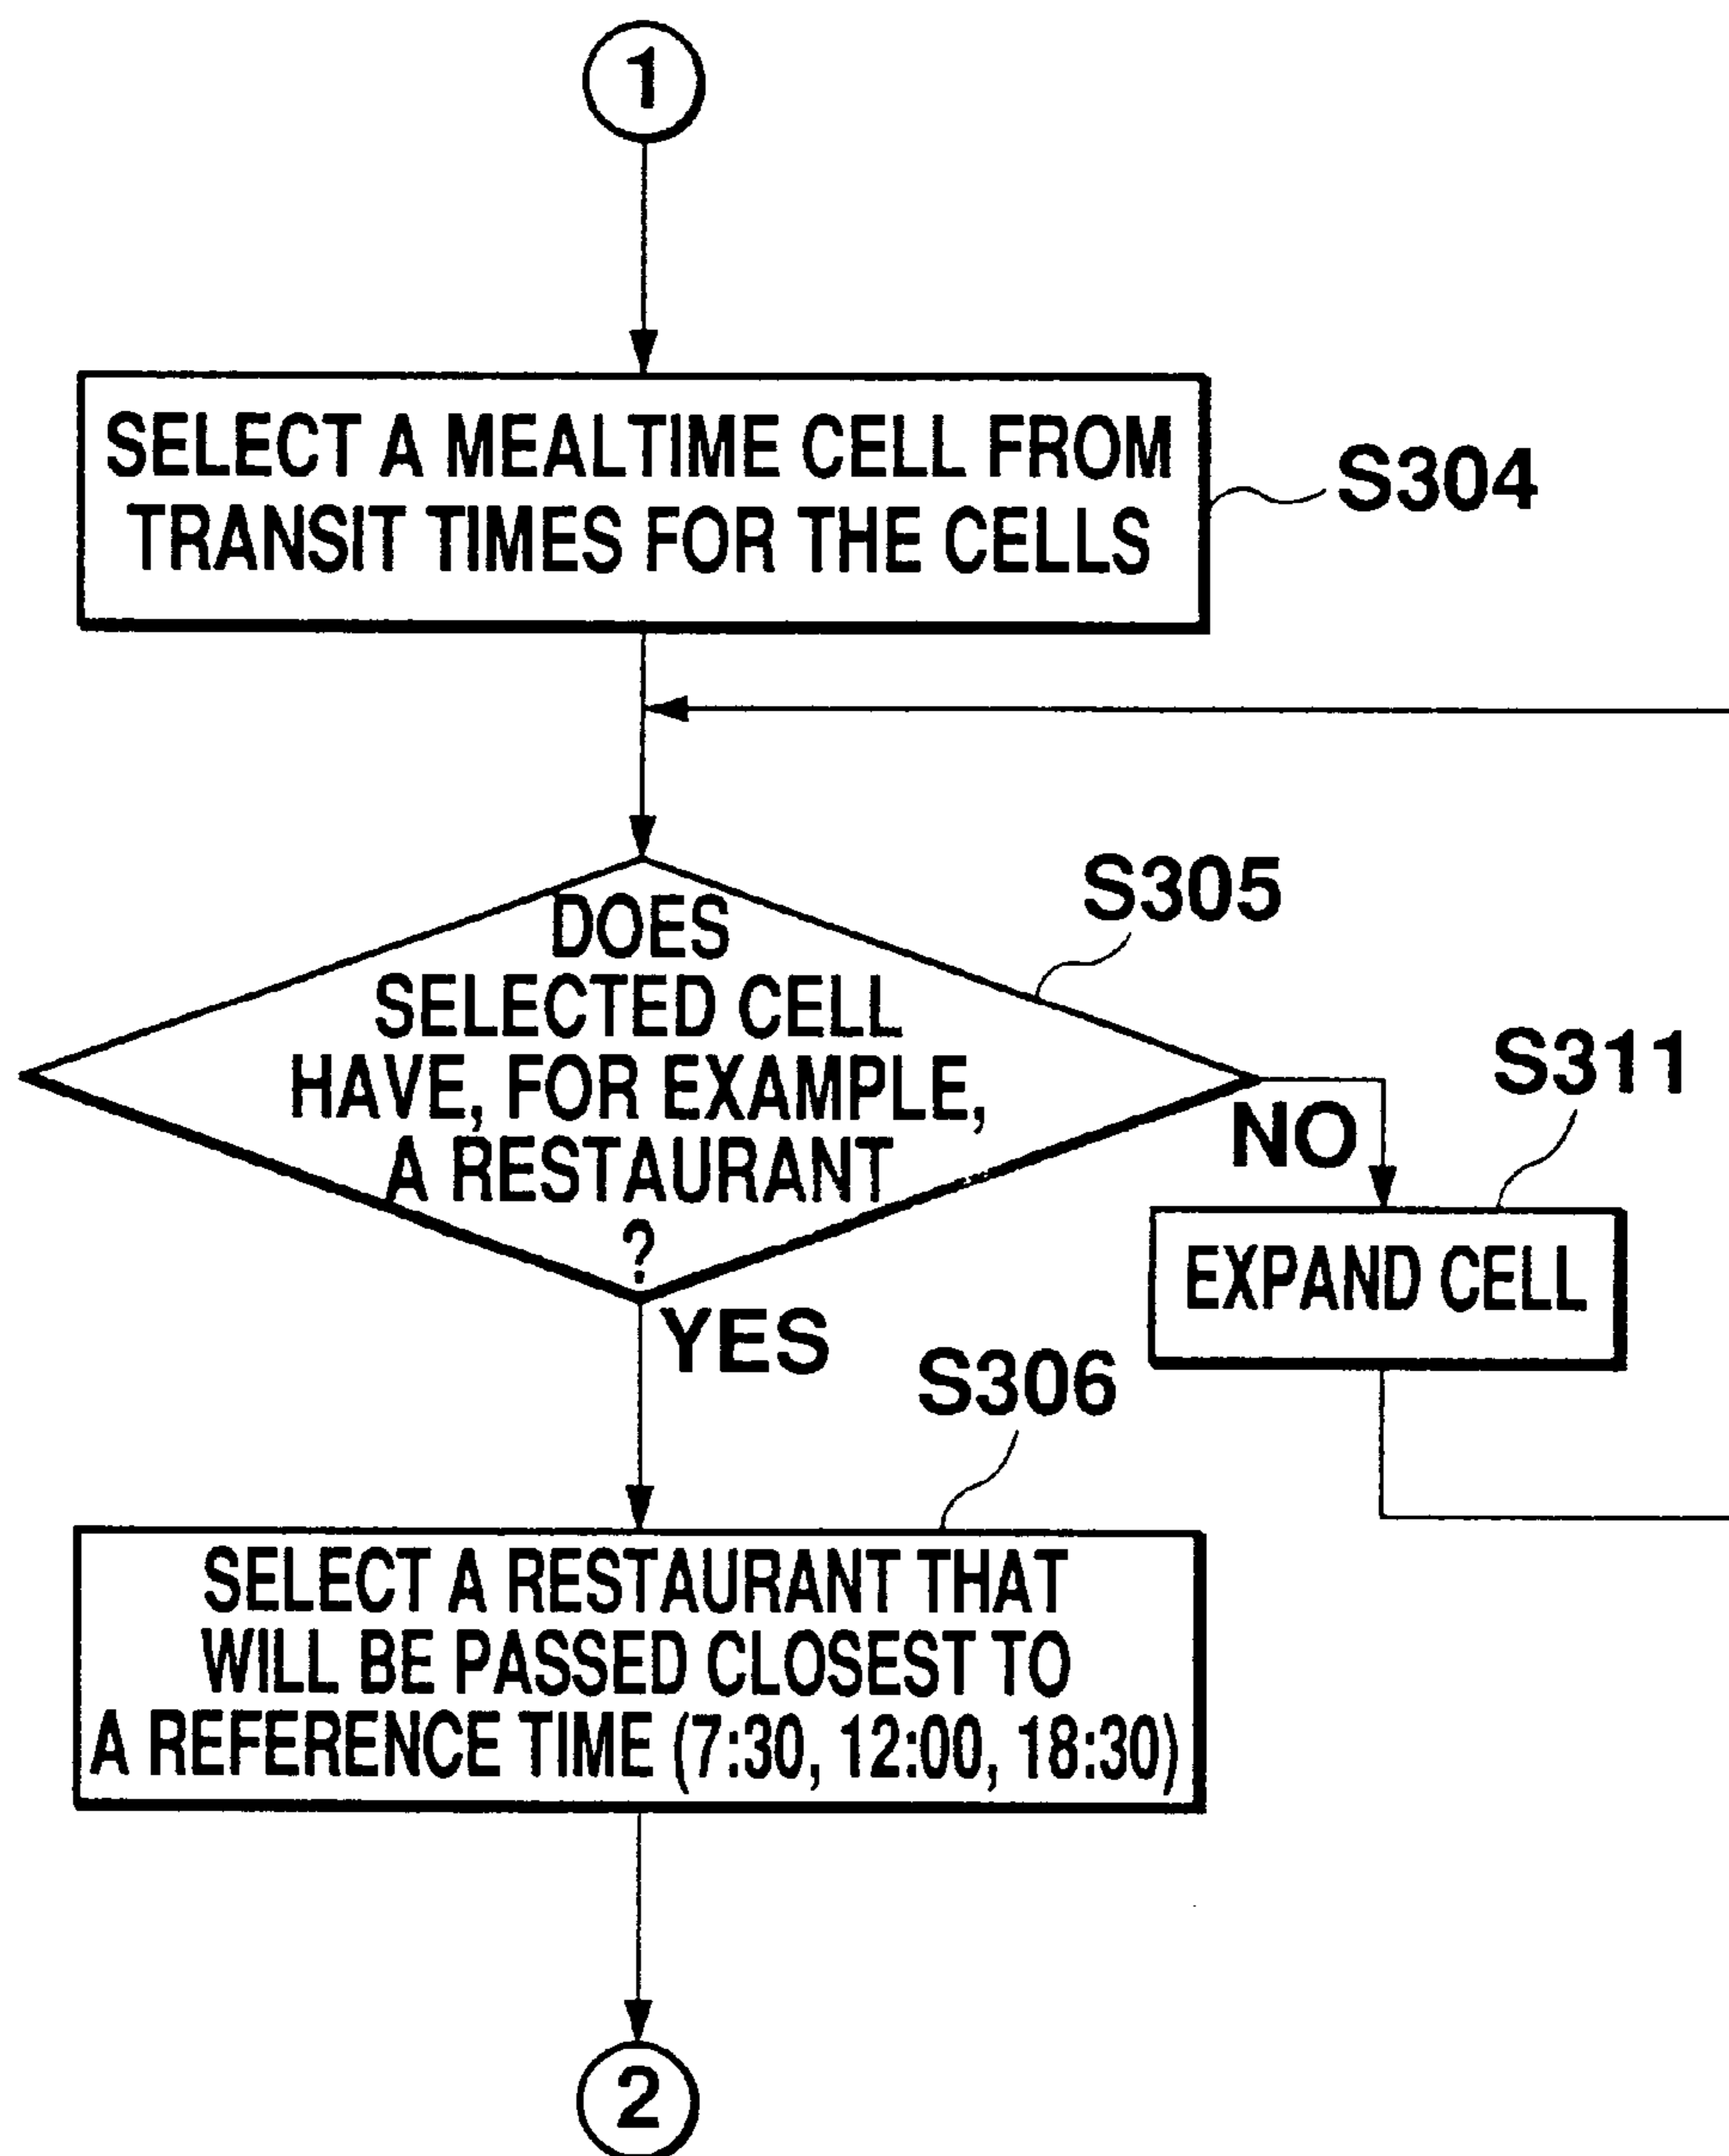 1
SELECT A MEALTIME CELL FROM
TRANSIT TIMES FOR THE CELLS
S304
DOES
SELECTED CELL
HAVE, FOR EXAMPLE,
A RESTAURANT
?
S305
NO
S311
EXPAND CELL
YES
S306
SELECT A RESTAURANT THAT
WILL BE PASSED CLOSEST TO
A REFERENCE TIME (7:30, 12:00, 18:30)
2